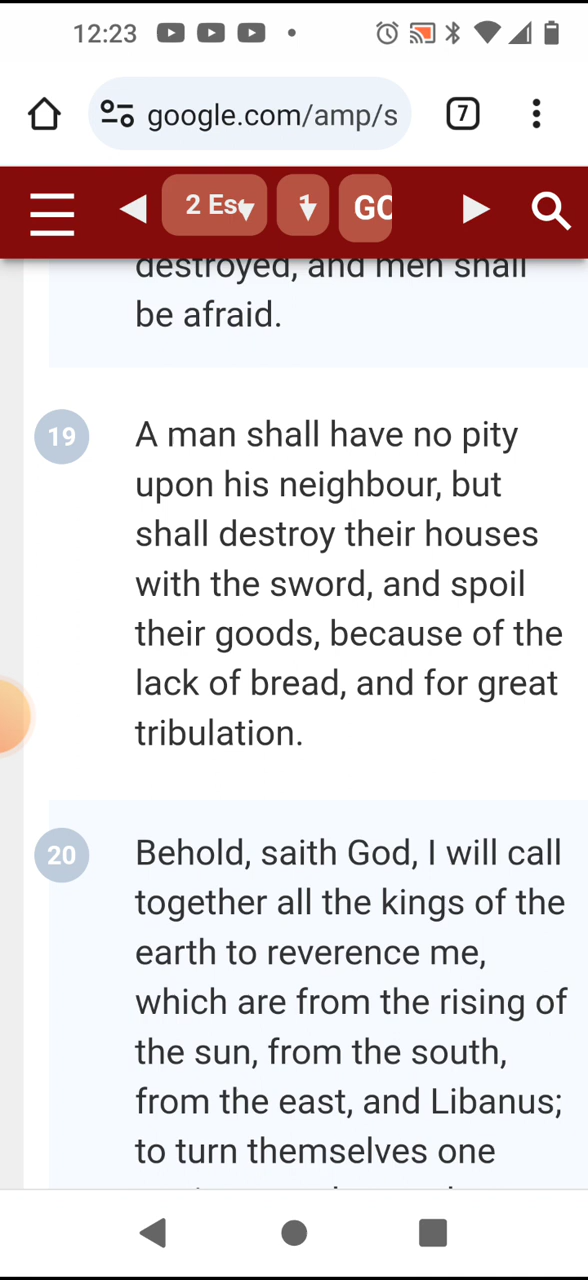 12:23
google.com/amp/s
7
2 Es
1
GO
destroyed, and men shall
be afraid.
19
A man shall have no pity
upon his neighbour, but
shall destroy their houses
with the sword, and spoil
their goods, because of the
lack of bread, and for great
tribulation.
20
Behold, saith God, I will call
together all the kings of the
earth to reverence me,
which are from the rising of
the sun, from the south,
from the east, and Libanus;
to turn themselves one